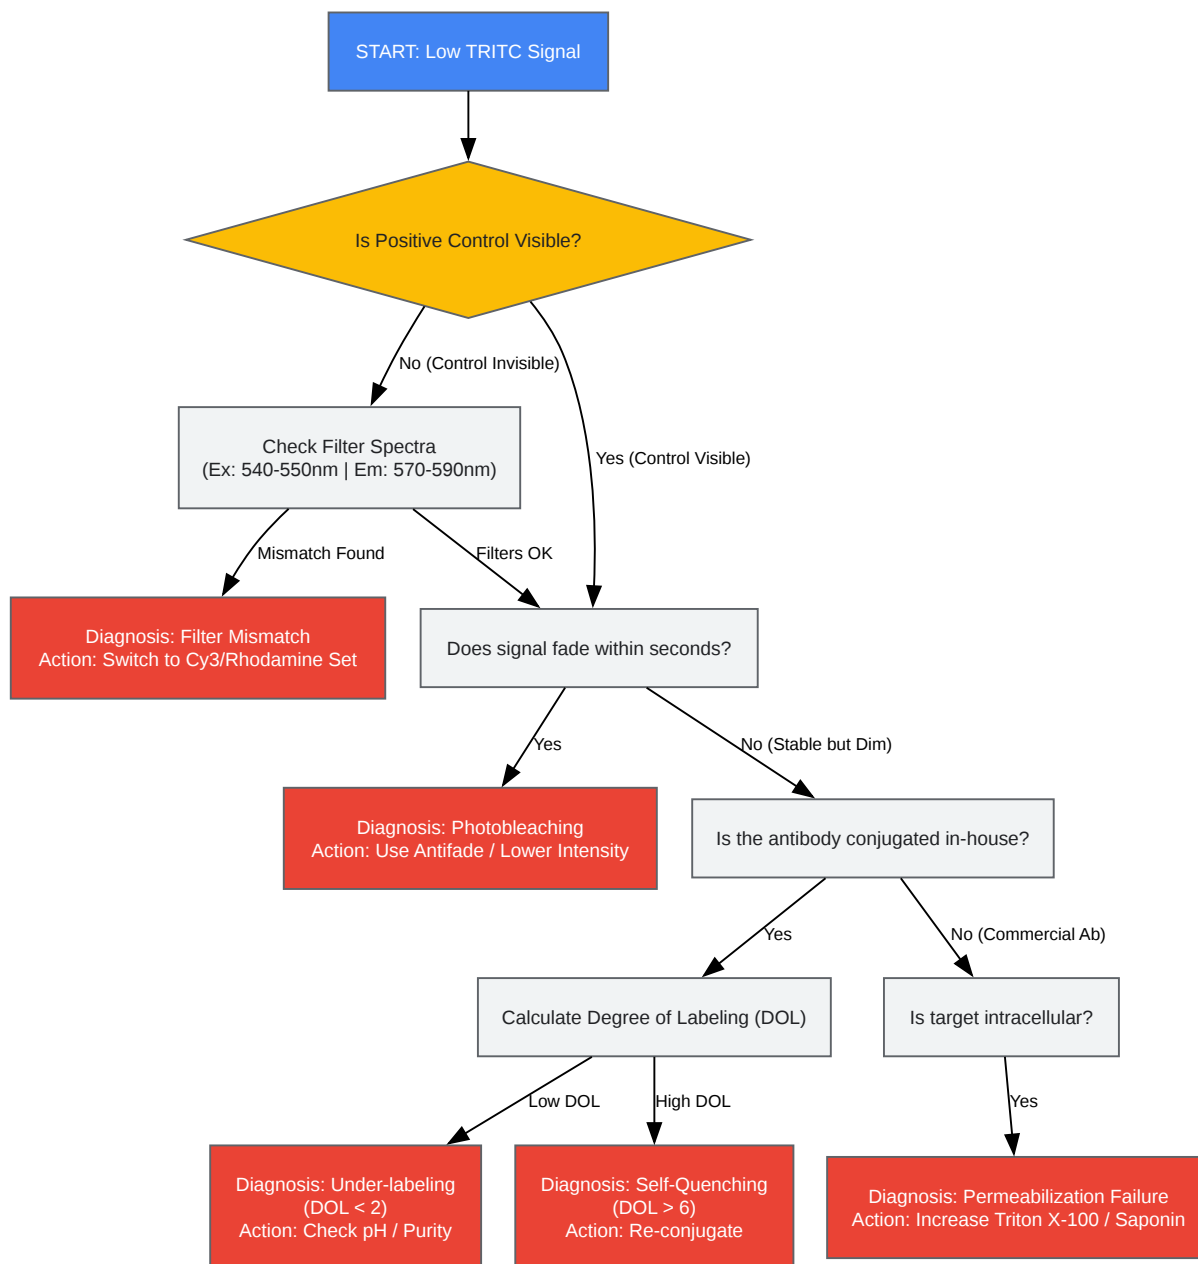 START: Low TRITC Signal
Is Positive Control Visible?
No (Control Invisible)
Yes (Control Visible)
Check Filter Spectra
(Ex: 540-550nm | Em: 570-590nm)
Mismatch Found
Filters OK
Diagnosis: Filter Mismatch
Action: Switch to Cy3/Rhodamine Set
Does signal fade within seconds?
Yes
No (Stable but Dim)
Diagnosis: Photobleaching
Action: Use Antifade / Lower Intensity
Is the antibody conjugated in-house?
Yes
No (Commercial Ab)
Calculate Degree of Labeling (DOL)
Is target intracellular?
Low DOL
High DOL
Yes
Diagnosis: Under-labeling
(DOL < 2)
Action: Check pH / Purity
Diagnosis: Self-Quenching
(DOL > 6)
Action: Re-conjugate
Diagnosis: Permeabilization Failure
Action: Increase Triton X-100 / Saponin